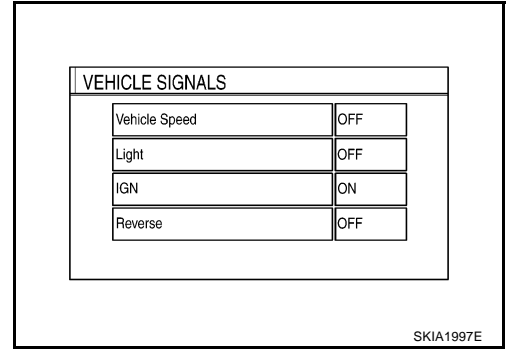 VEHICLE SIGNALS
Vehicle Speed OFF
Light OFF
IGN ON
Reverse OFF
SKIA1997E